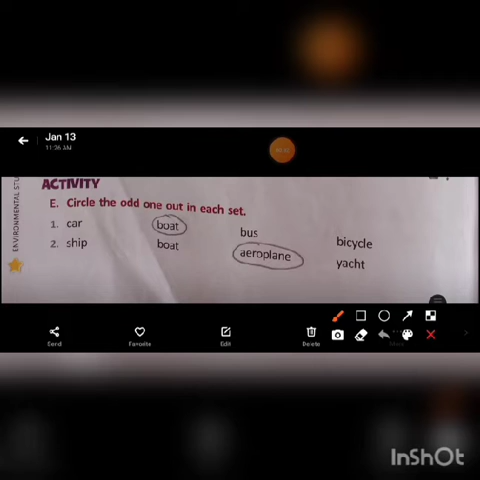 Jan 13
11:26 AM
ACTIVITY
E. Circle the odd one out in each set.
1. car boat bus bicycle
2. ship boat aeroplane yacht
ENVIRONMENTAL STU
Send Favorite Edit Delete
InShOt